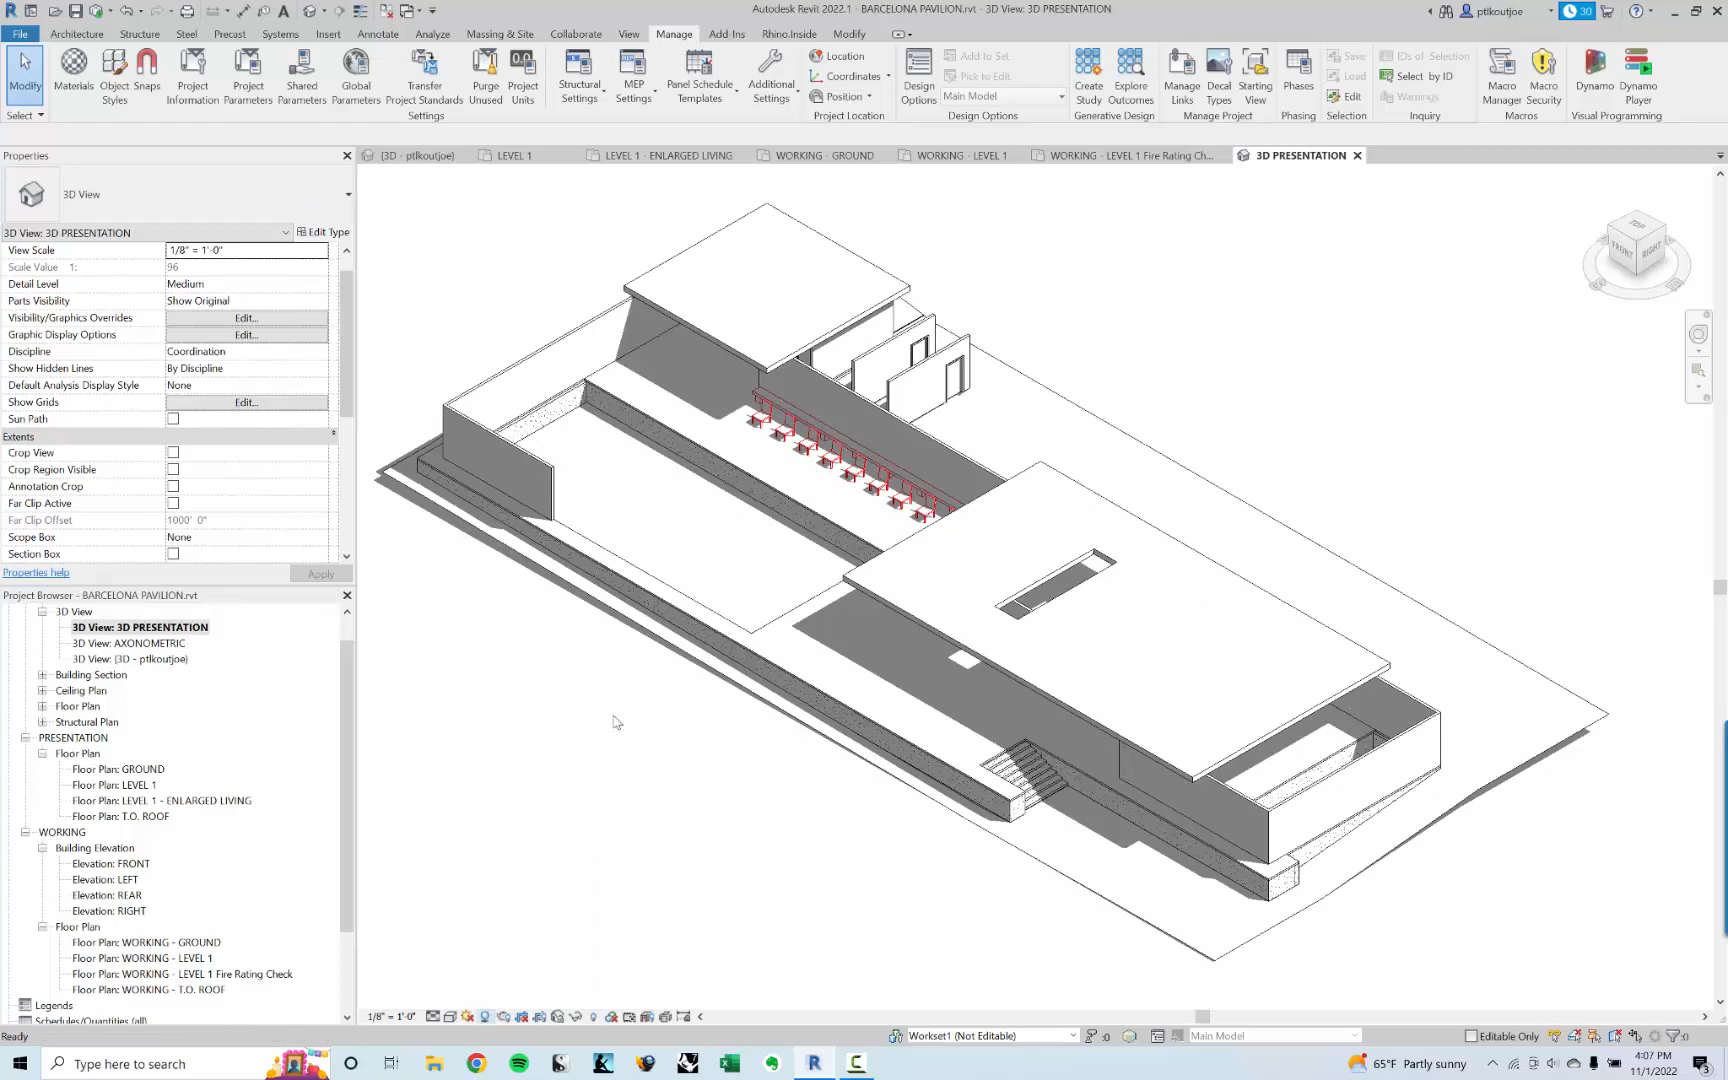 Autodesk Revit 2022.1 - BARCELONA PAVILION.rvt - 3D View: 3D PRESENTATION
ptlkoutjoe
30
File Architecture Structure Steel Precast Systems Insert Annotate Analyze Massing & Site Collaborate View Manage Add-Ins Rhino.Inside Modify
Modify
Materials
Object Styles
Snaps
Project Information
Project Parameters
Shared Parameters
Global Parameters
Transfer Project Standards
Purge Unused
Project Units
Structural Settings
MEP Settings
Panel Schedule Templates
Additional Settings
Location
Coordinates
Position
Design Options
Add to Set
Pick to Edit
Main Model
Create Study
Explore Outcomes
Manage Links
Decal Types
Starting View
Phases
Save
Load
Edit
IDs of Selection
Select by ID
Warnings
Macro Manager
Macro Security
Dynamo
Dynamo Player
Select
Settings
Project Location
Design Options
Generative Design
Manage Project
Phasing
Selection
Inquiry
Macros
Visual Programming
Properties
3D View
3D View: 3D PRESENTATION
Edit Type
View Scale 1/8" = 1'-0"
Scale Value 1: 96
Detail Level Medium
Parts Visibility Show Original
Visibility/Graphics Overrides Edit...
Graphic Display Options Edit...
Discipline Coordination
Show Hidden Lines By Discipline
Default Analysis Display Style None
Show Grids Edit...
Sun Path
Extents
Crop View
Crop Region Visible
Annotation Crop
Far Clip Active
Far Clip Offset 1000' 0"
Scope Box None
Section Box
Properties help
Apply
Project Browser - BARCELONA PAVILION.rvt
3D View
3D View: 3D PRESENTATION
3D View: AXONOMETRIC
3D View: {3D - ptlkoutjoe}
Building Section
Ceiling Plan
Floor Plan
Structural Plan
PRESENTATION
Floor Plan
Floor Plan: GROUND
Floor Plan: LEVEL 1
Floor Plan: LEVEL 1 - ENLARGED LIVING
Floor Plan: T.O. ROOF
WORKING
Building Elevation
Elevation: FRONT
Elevation: LEFT
Elevation: REAR
Elevation: RIGHT
Floor Plan
Floor Plan: WORKING - GROUND
Floor Plan: WORKING - LEVEL 1
Floor Plan: WORKING - LEVEL 1 Fire Rating Check
Floor Plan: WORKING - T.O. ROOF
Legends
Schedules/Quantities (all)
{3D - ptlkoutjoe}
LEVEL 1
LEVEL 1 - ENLARGED LIVING
WORKING - GROUND
WORKING - LEVEL 1
WORKING - LEVEL 1 Fire Rating Ch...
3D PRESENTATION
TOP
FRONT
RIGHT
1/8" = 1'-0"
Ready
Workset1 (Not Editable)
:0
Main Model
Editable Only
:0
Type here to search
65°F Partly sunny
4:07 PM
11/1/2022
3